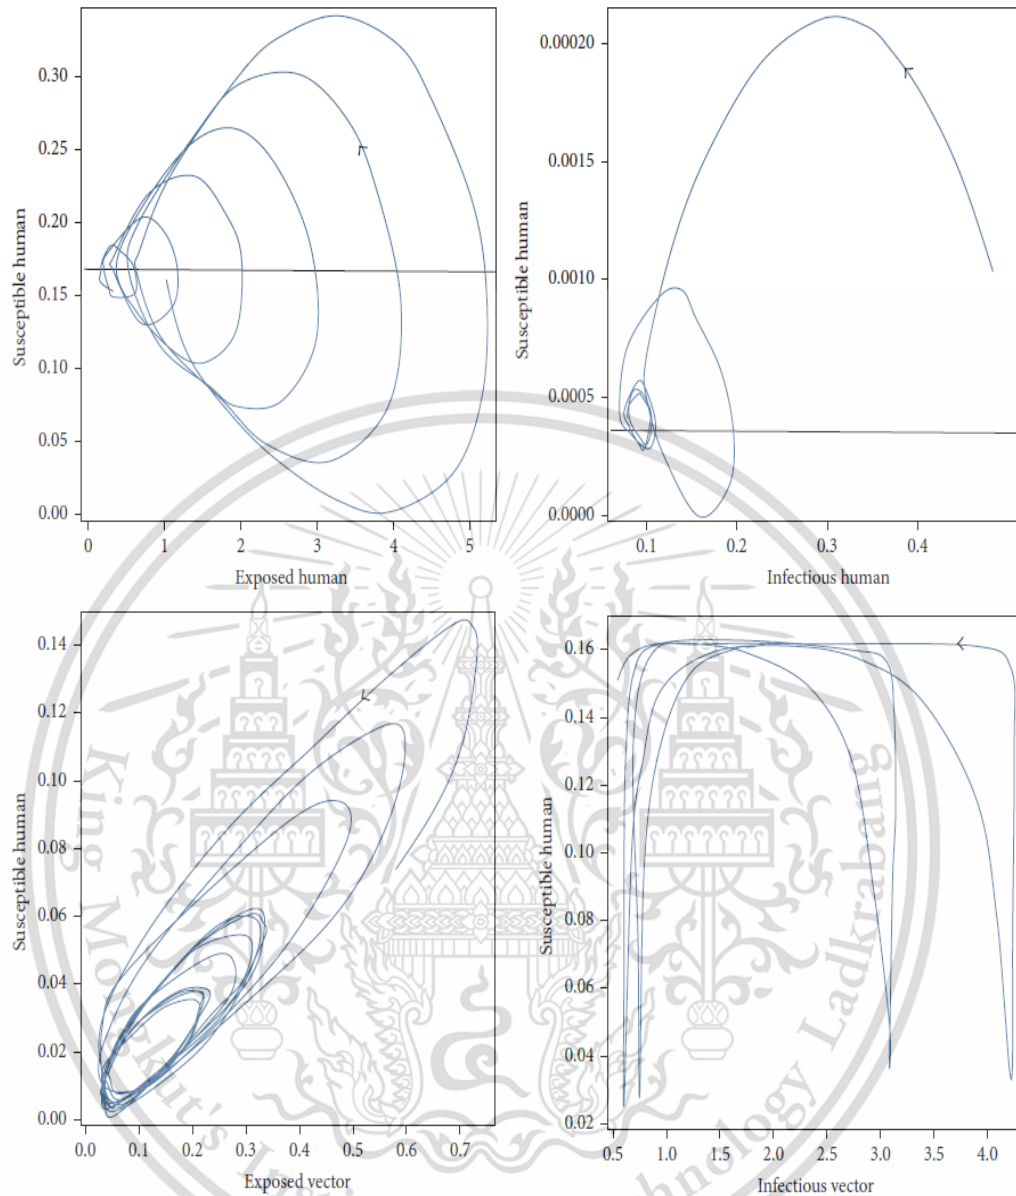 Susceptible human
0.30
0.25
0.20
0.15
0.10
0.05
0.00
0 1 2 3 4 5
Exposed human
Susceptible human
0.00020
0.0015
0.0010
0.0005
0.0000
0.1 0.2 0.3 0.4
Infectious human
Susceptible human
0.14
0.12
0.10
0.08
0.06
0.04
0.02
0.00
0.0 0.1 0.2 0.3 0.4 0.5 0.6 0.7
Exposed vector
Susceptible human
0.16
0.14
0.12
0.10
0.08
0.06
0.04
0.02
0.5 1.0 1.5 2.0 2.5 3.0 3.5 4.0
Infectious vector
King Mongkut's
Ladkrabang